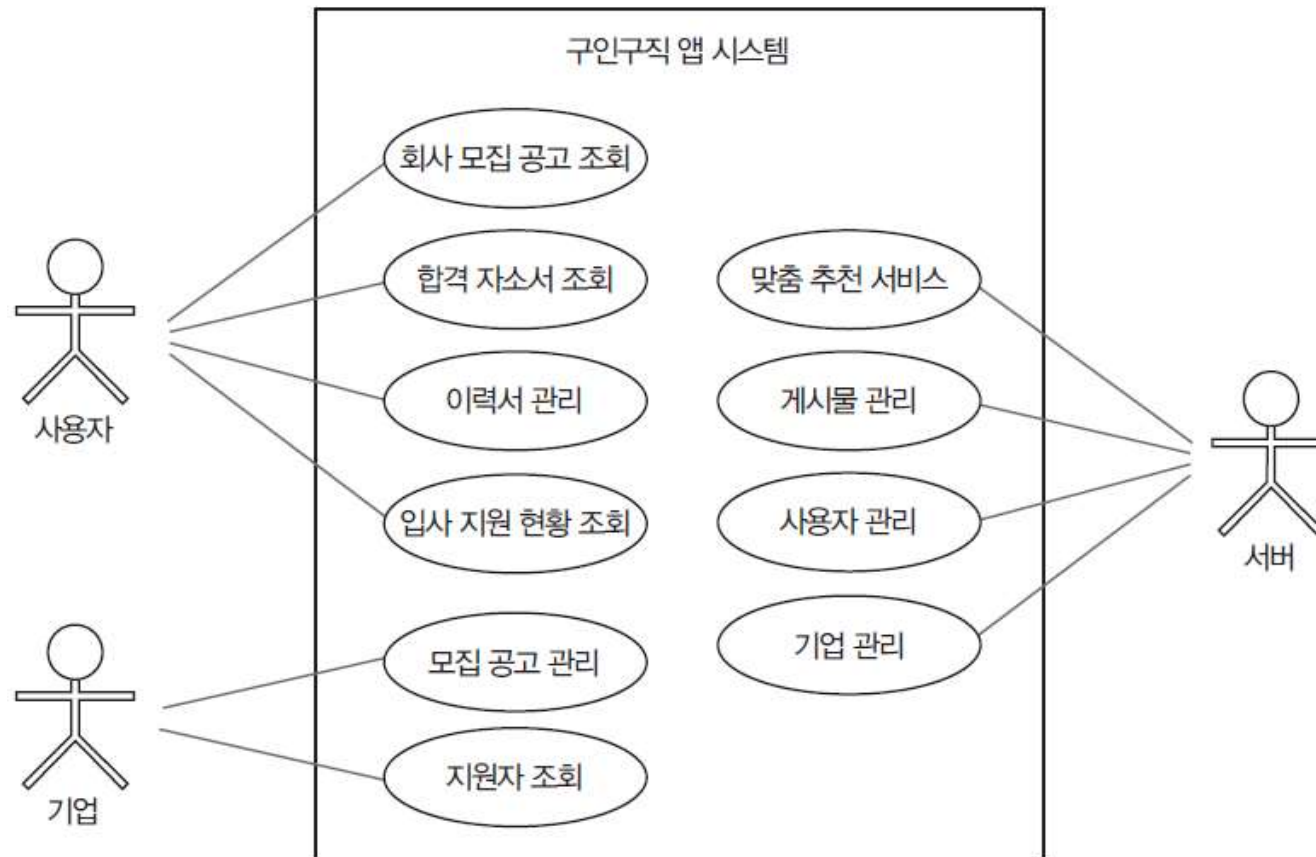 구인구직 앱 시스템
회사 모집 공고 조회
합격 자소서 조회
이력서 관리
입사 지원 현황 조회
모집 공고 관리
지원자 조회
맞춤 추천 서비스
게시물 관리
사용자 관리
기업 관리
사용자
기업
서버